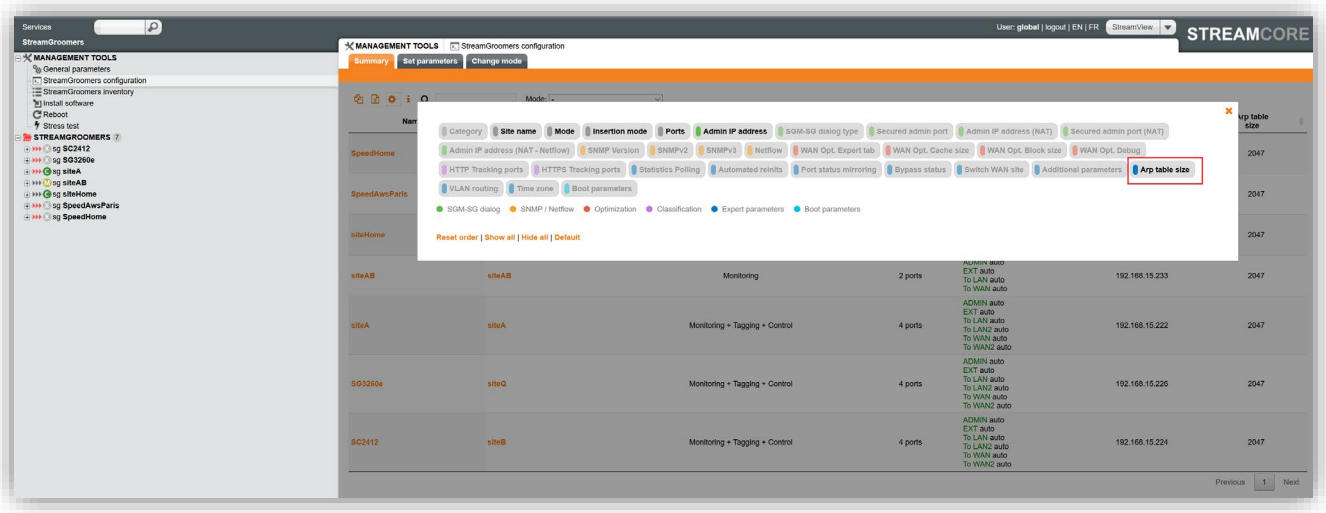 Services
User: global | logout | EN | FR
StreamView
STREAMCORE
StreamGroomers
MANAGEMENT TOOLS
General parameters
StreamGroomers configuration
StreamGroomers inventory
Install software
Reboot
Stress test
STREAMGROOMERS 7
sg SC2412
sg SG3260e
C sg siteA
M sg siteAB
C sg siteHome
sg SpeedAwsParis
sg SpeedHome
MANAGEMENT TOOLS StreamGroomers configuration
Summary Set parameters Change mode
Mode: -
Nam
Arp table
size
Category Site name Mode Insertion mode Ports Admin IP address SGM-SG dialog type Secured admin port Admin IP address (NAT) Secured admin port (NAT)
Admin IP address (NAT - Netflow) SNMP Version SNMPv2 SNMPv3 Netflow WAN Opt. Expert tab WAN Opt. Cache size WAN Opt. Block size WAN Opt. Debug
HTTP Tracking ports HTTPS Tracking ports Statistics Polling Automated reinits Port status mirroring Bypass status Switch WAN site Additional parameters Arp table size
VLAN routing Time zone Boot parameters
SGM-SG dialog SNMP / Netflow Optimization Classification Expert parameters Boot parameters
Reset order | Show all | Hide all | Default
SpeedHome 2047
SpeedAwsParis 2047
siteHome 2047
siteAB siteAB Monitoring 2 ports
ADMIN auto
EXT auto
To LAN auto
To WAN auto
192.168.15.233 2047
siteA siteA Monitoring + Tagging + Control 4 ports
ADMIN auto
EXT auto
To LAN auto
To LAN2 auto
To WAN auto
To WAN2 auto
192.168.15.222 2047
SG3260e siteQ Monitoring + Tagging + Control 4 ports
ADMIN auto
EXT auto
To LAN auto
To LAN2 auto
To WAN auto
To WAN2 auto
192.168.15.226 2047
SC2412 siteB Monitoring + Tagging + Control 4 ports
ADMIN auto
EXT auto
To LAN auto
To LAN2 auto
To WAN auto
To WAN2 auto
192.168.15.224 2047
Previous 1 Next